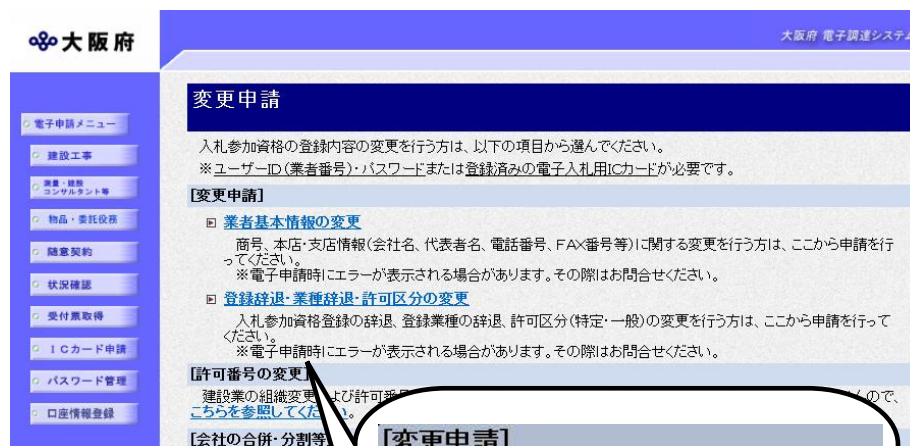 大阪府
大阪府 電子調達システム
変更申請
電子申請メニュー
建設工事
測量・建設
コンサルタント等
物品・委託役務
随意契約
状況確認
受付票取得
ICカード申請
パスワード管理
口座情報登録
入札参加資格の登録内容の変更を行う方は、以下の項目から選んでください。
※ユーザーID(業者番号)・パスワードまたは登録済みの電子入札用ICカードが必要です。
[変更申請]
業者基本情報の変更
商号、本店・支店情報(会社名、代表者名、電話番号、FAX番号等)に関する変更を行う方は、ここから申請を行
ってください。
※電子申請時にエラーが表示される場合があります。その際はお問合せください。
登録辞退・業種辞退・許可区分の変更
入札参加資格登録の辞退、登録業種の辞退、許可区分(特定・一般)の変更を行う方は、ここから申請を行って
ください。
※電子申請時にエラーが表示される場合があります。その際はお問合せください。
[許可番号の変更]
建設業の組織変更 よび許可番 んので、
こちらを参照してくだ 。
[会社の合併・分割等
[変更申請]